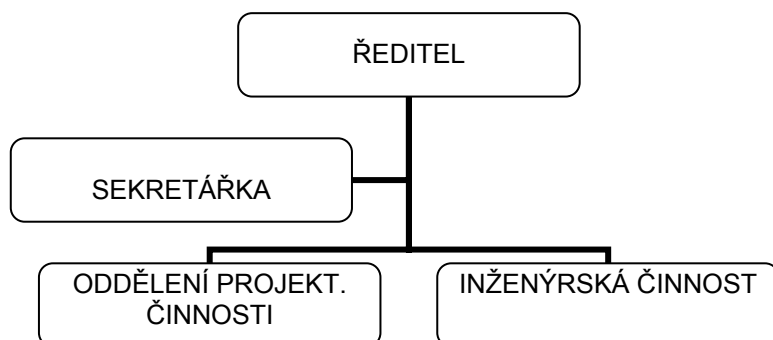 ŘEDITEL
SEKRETÁŘKA
ODDĚLENÍ PROJEKT.
ČINNOSTI
INŽENÝRSKÁ ČINNOST